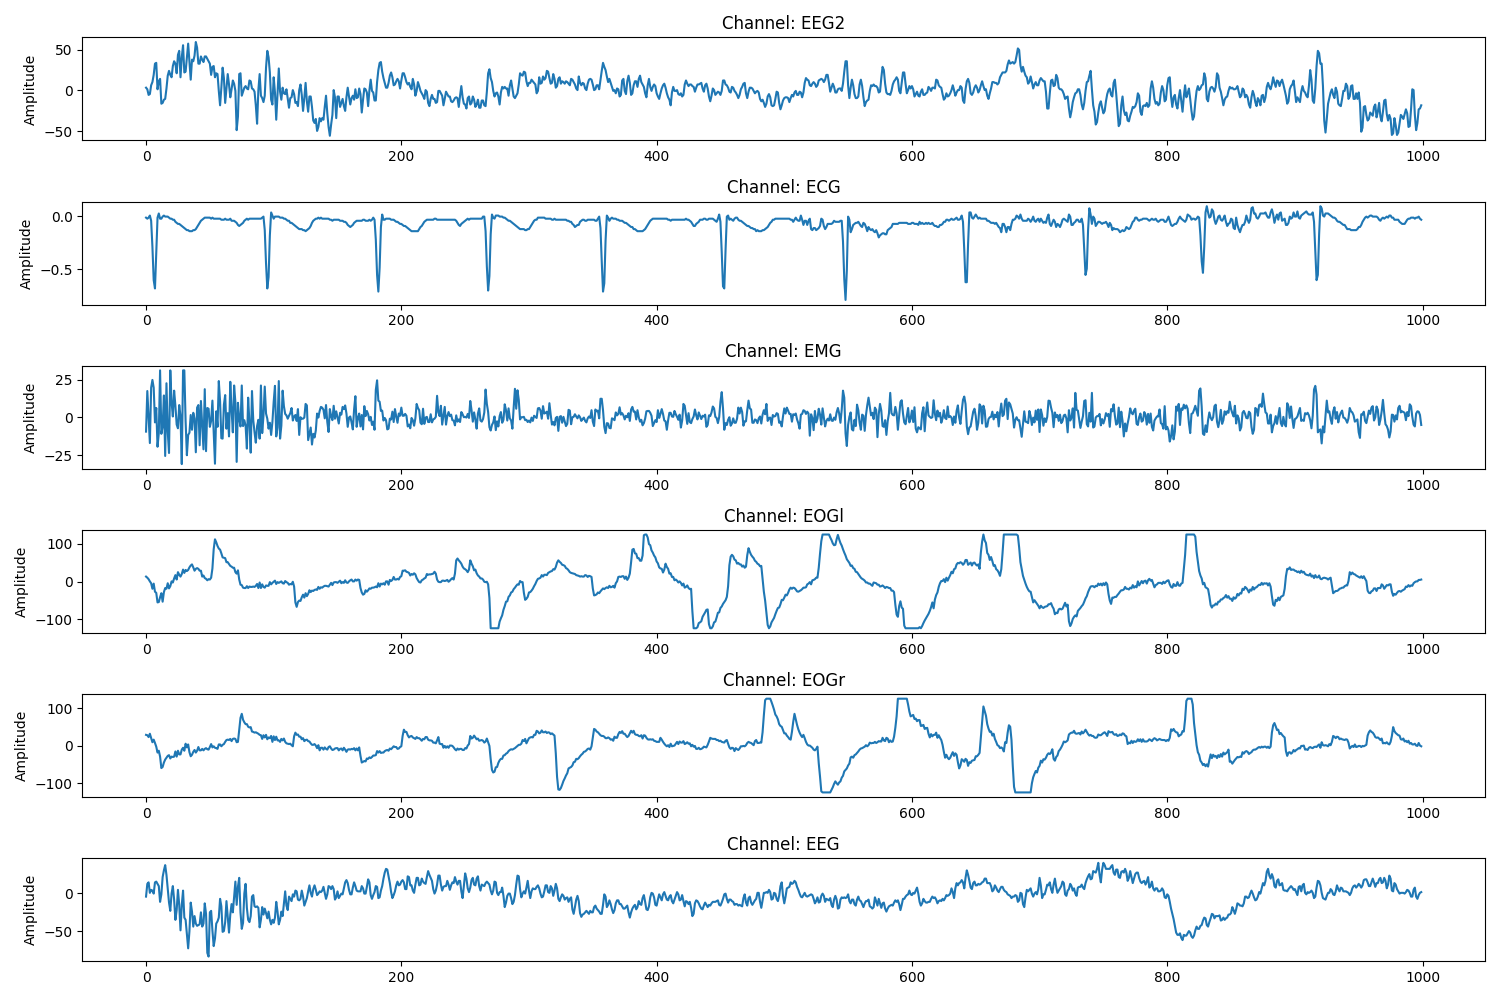 Channel: EEG2
Amplitude
50
0
−50
0 200 400 600 800 1000
Channel: ECG
Amplitude
0.0
−0.5
0 200 400 600 800 1000
Channel: EMG
Amplitude
25
0
−25
0 200 400 600 800 1000
Channel: EOGl
Amplitude
100
0
−100
0 200 400 600 800 1000
Channel: EOGr
Amplitude
100
0
−100
0 200 400 600 800 1000
Channel: EEG
Amplitude
0
−50
0 200 400 600 800 1000